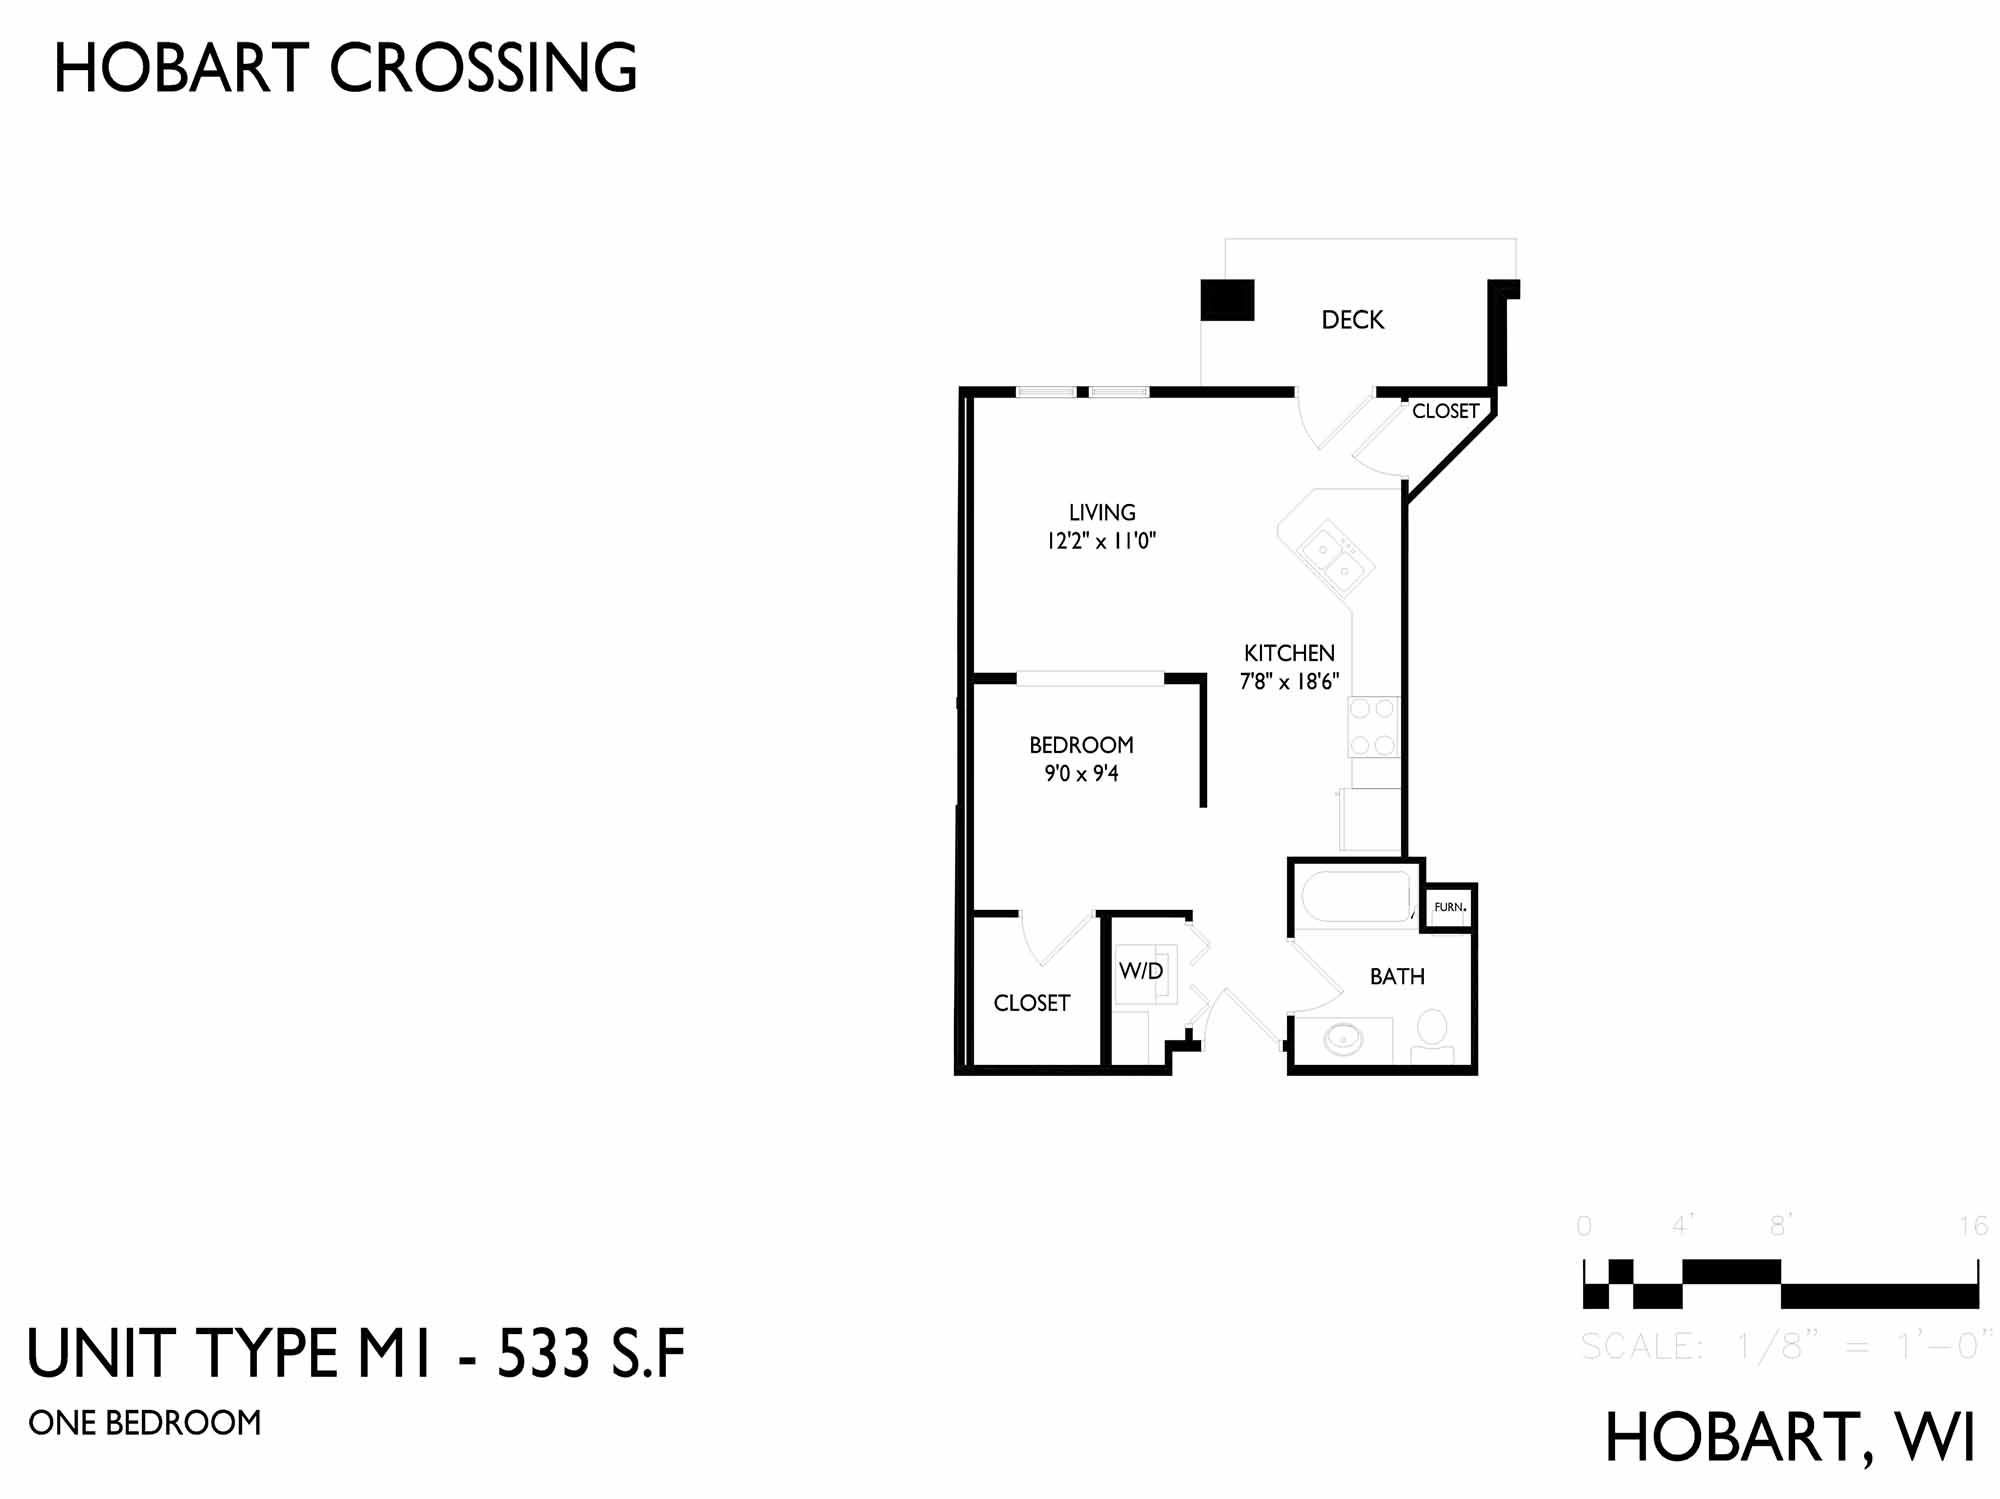 HOBART CROSSING
DECK
CLOSET
LIVING
12'2" x 11'0"
KITCHEN
7'8" x 18'6"
BEDROOM
9'0 x 9'4
FURN.
W/D
BATH
CLOSET
0 4' 8' 16
SCALE: 1/8" = 1'-0"
UNIT TYPE M1 - 533 S.F
ONE BEDROOM
HOBART, WI